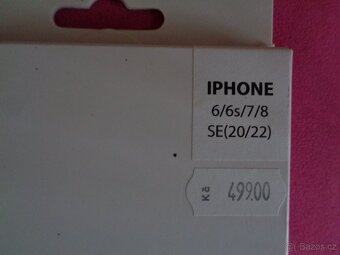 IPHONE
6/6s/7/8
SE(20/22)
Kč 499.00
Bazos.cz